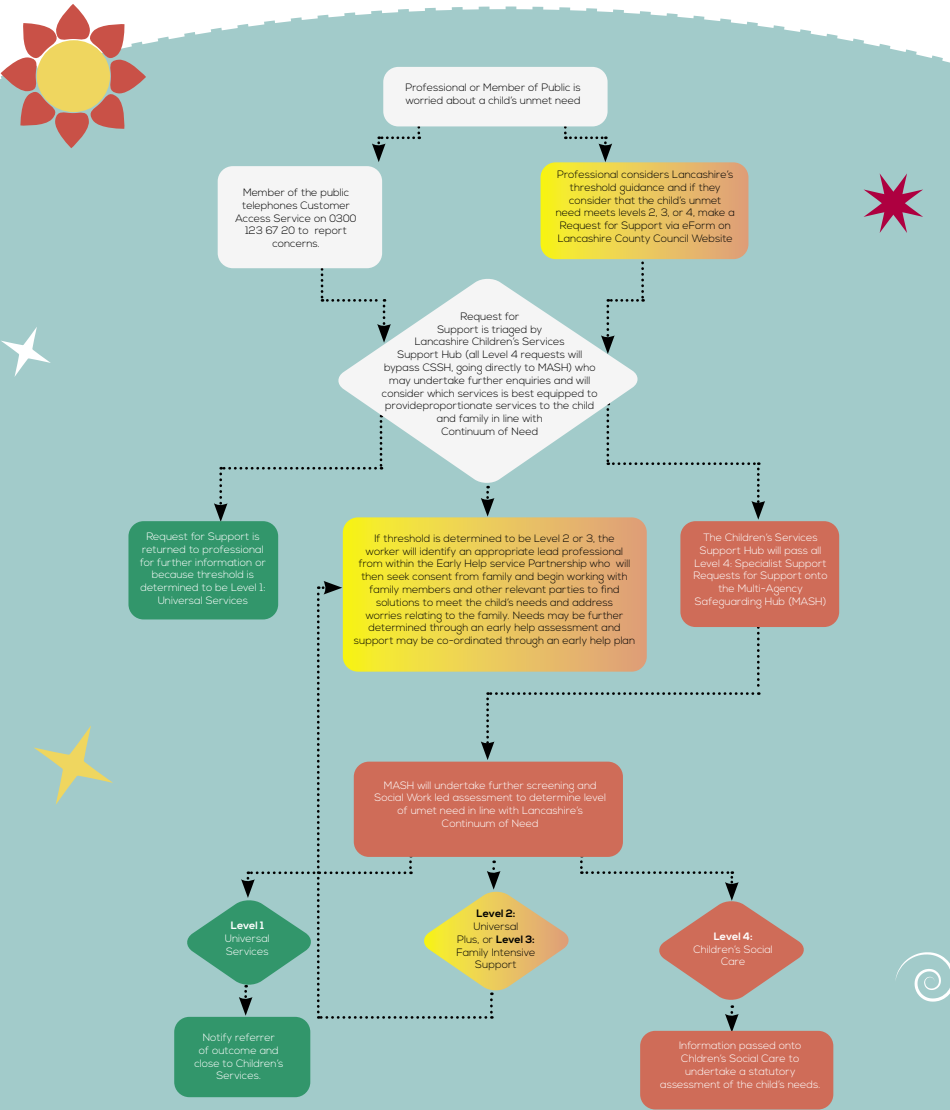 Professional or Member of Public is
worried about a child's unmet need
Member of the public
telephones Customer
Access Service on 0300
123 67 20 to report
concerns.
Professional considers Lancashire's
threshold guidance and if they
consider that the child's unmet
need meets levels 2, 3, or 4, make a
Request for Support via eForm on
Lancashire County Council Website
Request for
Support is triaged by
Lancashire Children's Services
Support Hub (all Level 4 requests will
bypass CSSH, going directly to MASH) who
may undertake further enquiries and will
consider which services is best equipped to
provideproportionate services to the child
and family in line with
Continuum of Need
Request for Support is
returned to professional
for further information or
because threshold is
determined to be Level 1:
Universal Services
If threshold is determined to be Level 2 or 3, the
worker will identify an appropriate lead professional
from within the Early Help service Partnership who will
then seek consent from family and begin working with
family members and other relevant parties to find
solutions to meet the child's needs and address
worries relating to the family. Needs may be further
determined through an early help assessment and
support may be co-ordinated through an early help plan
The Children's Services
Support Hub will pass all
Level 4: Specialist Support
Requests for Support onto
the Multi-Agency
Safeguarding Hub (MASH)
MASH will undertake further screening and
Social Work led assessment to determine level
of umet need in line with Lancashire's
Continuum of Need
Level 1
Universal
Services
Level 2:
Universal
Plus, or Level 3:
Family Intensive
Support
Level 4:
Children's Social
Care
Notify referrer
of outcome and
close to Children's
Services.
Information passed onto
Chldren's Social Care to
undertake a statutory
assessment of the child's needs.